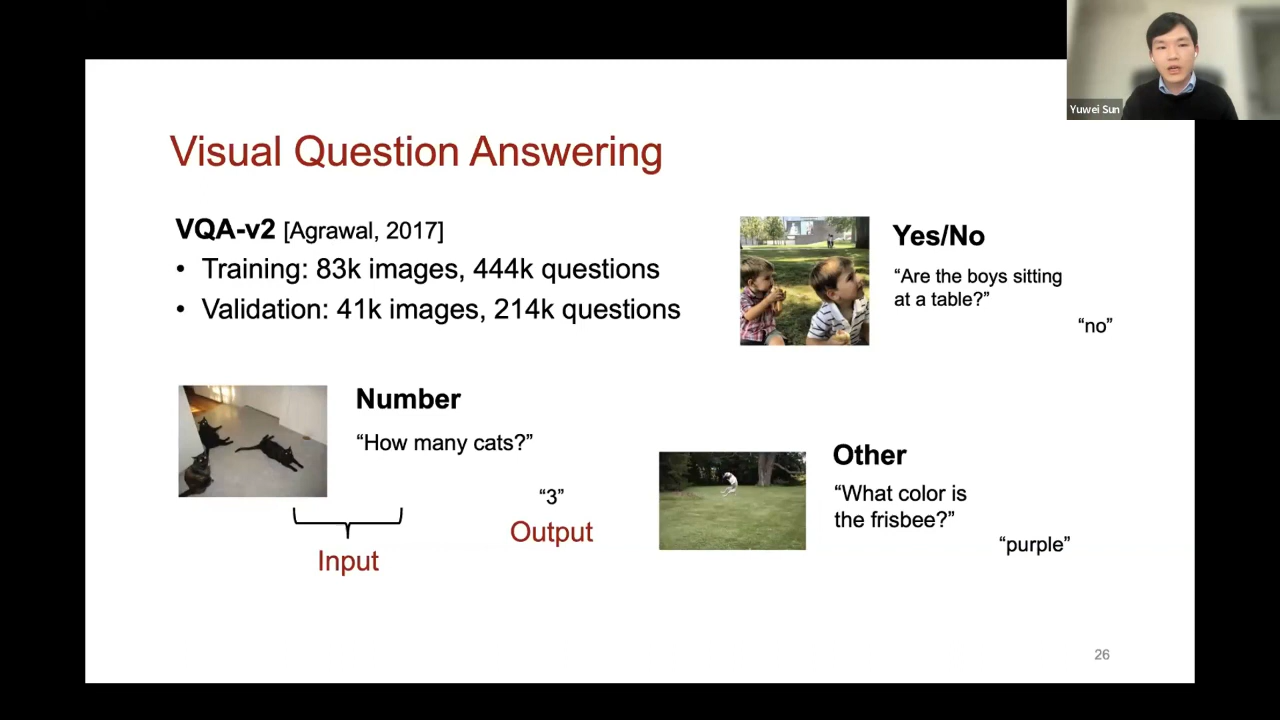 Yuwei Sun
Visual Question Answering
VQA-v2 [Agrawal, 2017]
• Training: 83k images, 444k questions
• Validation: 41k images, 214k questions
Yes/No
“Are the boys sitting
at a table?”
“no”
Number
“How many cats?”
“3”
Output
Input
Other
“What color is
the frisbee?”
“purple”
26